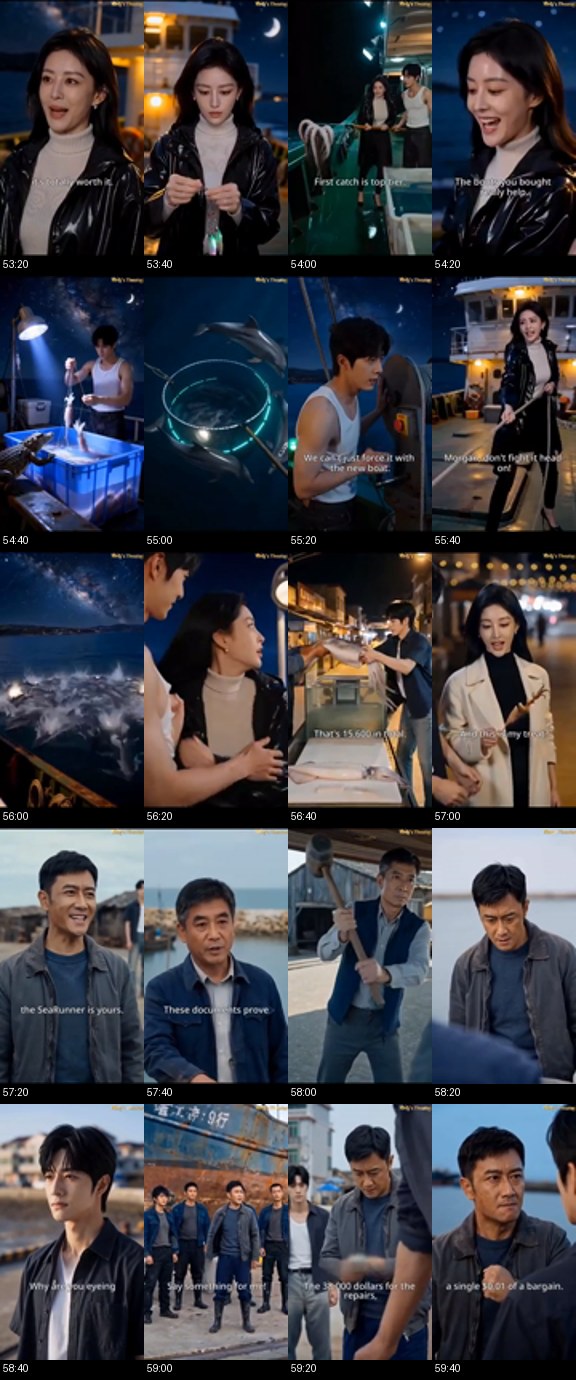 It's totally worth it.
53:20
53:40
First catch is top tier.
54:00
The boots you bought
really help.
54:20
54:40
55:00
We can't just force it with
the new boat.
55:20
Morgan, don't fight it head
on!
55:40
56:00
56:20
That's 15,600 in total.
56:40
And this is my treat.
57:00
the SeaRunner is yours.
57:20
These documents prove
57:40
58:00
58:20
Why are you eyeing
58:40
Say something for me!
59:00
dollars for the
repairs,
59:20
a single $0.01 of a bargain.
59:40